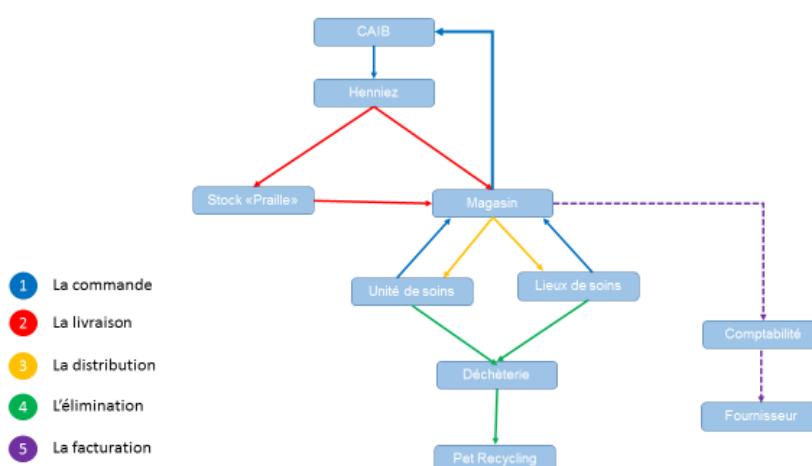 CAIB
Henniez
Stock «Praille»
Magasin
Unité de soins
Lieux de soins
Déchèterie
Pet Recycling
Comptabilité
Fournisseur
1 La commande
2 La livraison
3 La distribution
4 L'élimination
5 La facturation